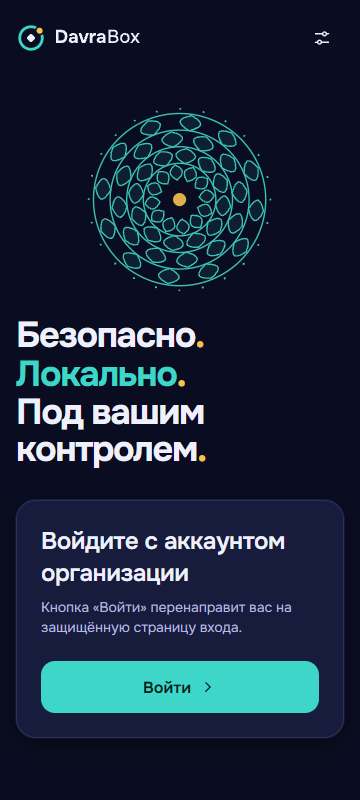 DavraBox
Безопасно.
Локально.
Под вашим
контролем.
Войдите с аккаунтом
организации
Кнопка «Войти» перенаправит вас на
защищённую страницу входа.
Войти